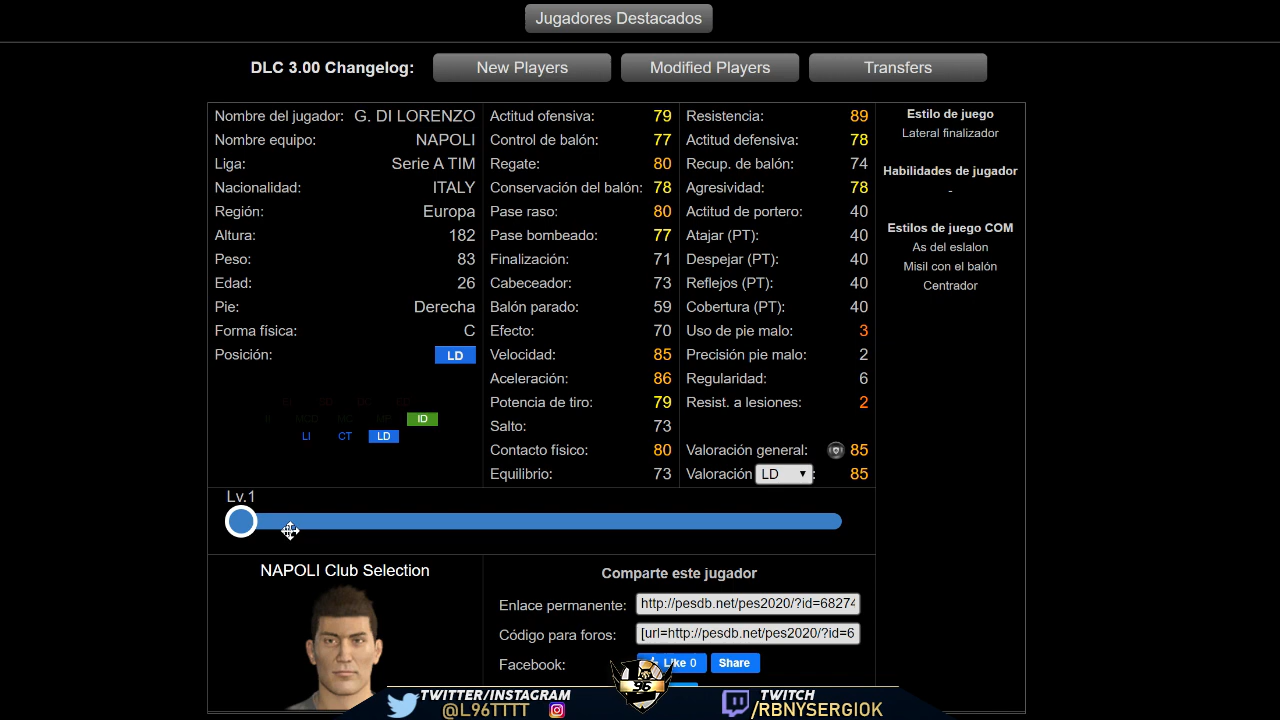 Jugadores Destacados
DLC 3.00 Changelog: New Players Modified Players Transfers
Nombre del jugador: G. DI LORENZO
Nombre equipo: NAPOLI
Liga: Serie A TIM
Nacionalidad: ITALY
Región: Europa
Altura: 182
Peso: 83
Edad: 26
Pie: Derecha
Forma física: C
Posición: LD
ID
LI CT LD
Actitud ofensiva: 79
Control de balón: 77
Regate: 80
Conservación del balón: 78
Pase raso: 80
Pase bombeado: 77
Finalización: 71
Cabeceador: 73
Balón parado: 59
Efecto: 70
Velocidad: 85
Aceleración: 86
Potencia de tiro: 79
Salto: 73
Contacto físico: 80
Equilibrio: 73
Resistencia: 89
Actitud defensiva: 78
Recup. de balón: 74
Agresividad: 78
Actitud de portero: 40
Atajar (PT): 40
Despejar (PT): 40
Reflejos (PT): 40
Cobertura (PT): 40
Uso de pie malo: 3
Precisión pie malo: 2
Regularidad: 6
Resist. a lesiones: 2
Valoración general: 85
Valoración LD : 85
Estilo de juego
Lateral finalizador
Habilidades de jugador
-
Estilos de juego COM
As del eslalon
Misil con el balón
Centrador
Lv.1
NAPOLI Club Selection
Comparte este jugador
Enlace permanente: http://pesdb.net/pes2020/?id=68274
Código para foros: [url=http://pesdb.net/pes2020/?id=6
Facebook: Like 0 Share
TWITTER/INSTAGRAM
@L96TTTT
TWITCH
/RBNYSERGIOK